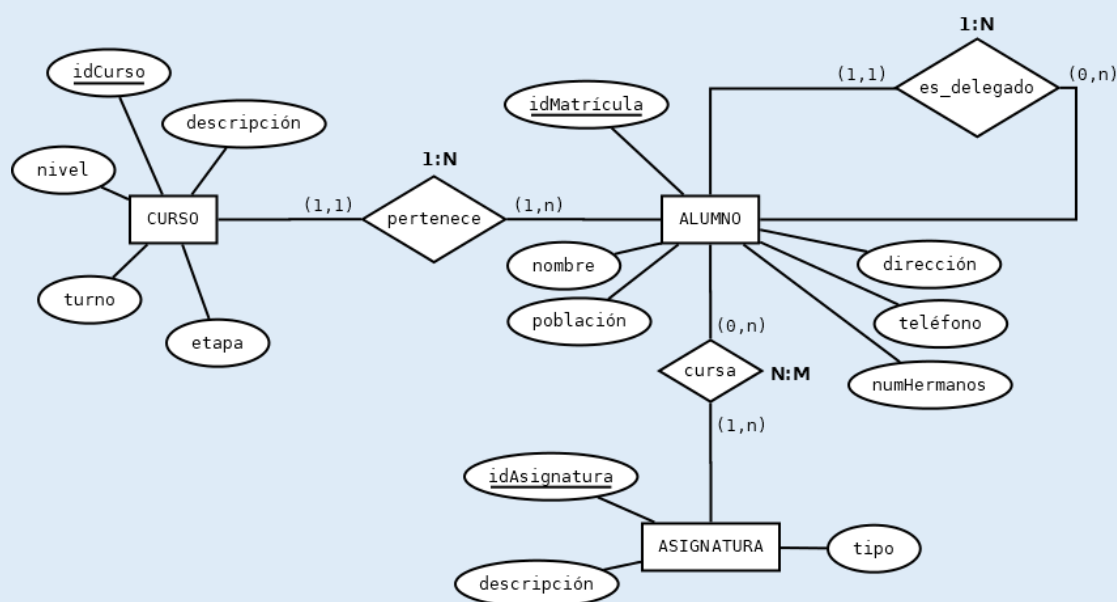 1:N
idCurso
(1,1)
es_delegado
(0,n)
idMatrícula
descripción
1:N
nivel
(1,1)
pertenece
(1,n)
CURSO
ALUMNO
nombre
dirección
turno
población
teléfono
etapa
(0,n)
cursa
N:M
numHermanos
(1,n)
idAsignatura
ASIGNATURA
tipo
descripción